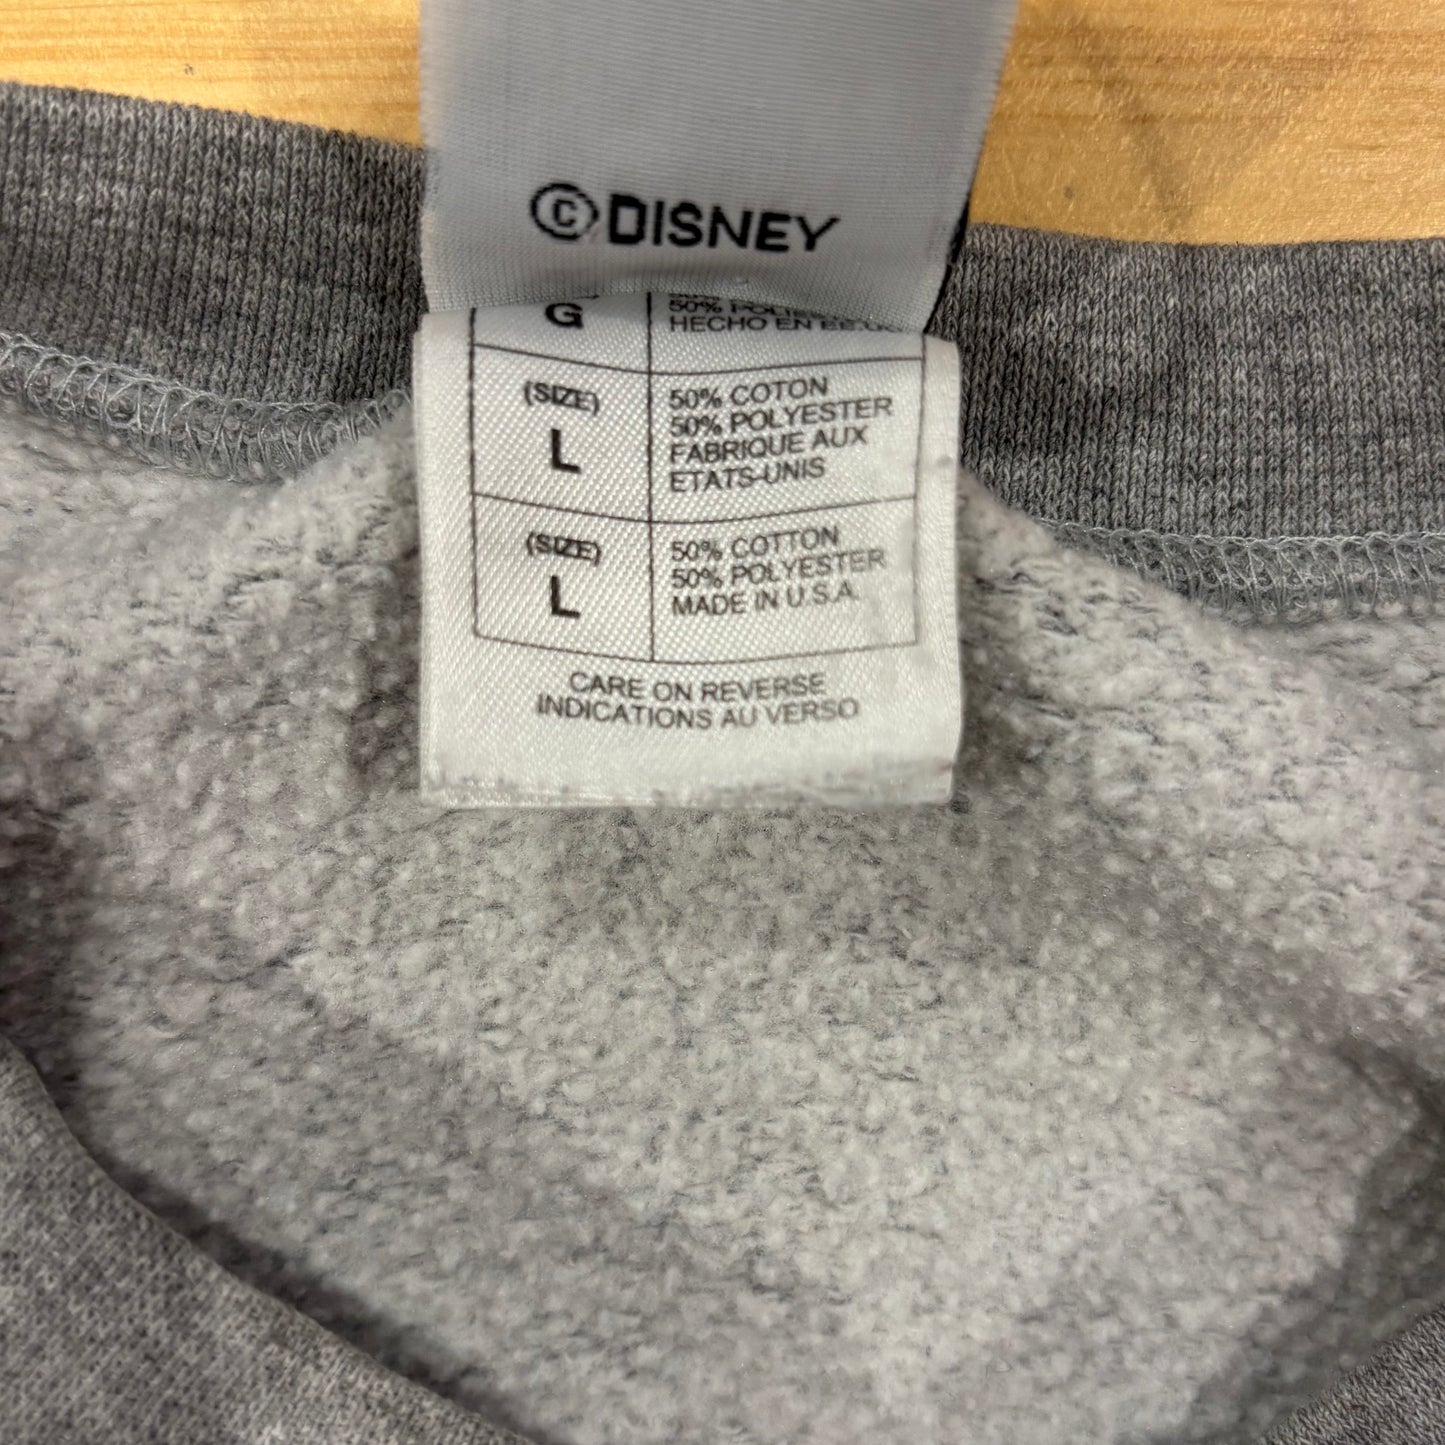 ©DISNEY
G
50% POLYESTER
HECHO EN EE.UU
(SIZE)
L
50% COTON
50% POLYESTER
FABRIQUE AUX
ETATS-UNIS
(SIZE)
L
50% COTTON
50% POLYESTER
MADE IN U.S.A.
CARE ON REVERSE
INDICATIONS AU VERSO